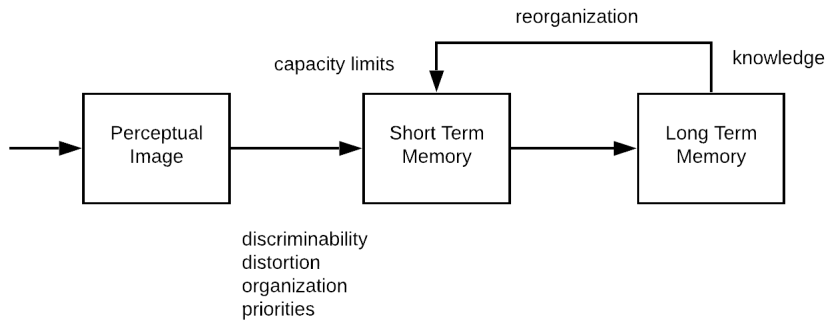 reorganization
capacity limits
knowledge
Perceptual
Image
Short Term
Memory
Long Term
Memory
discriminability
distortion
organization
priorities